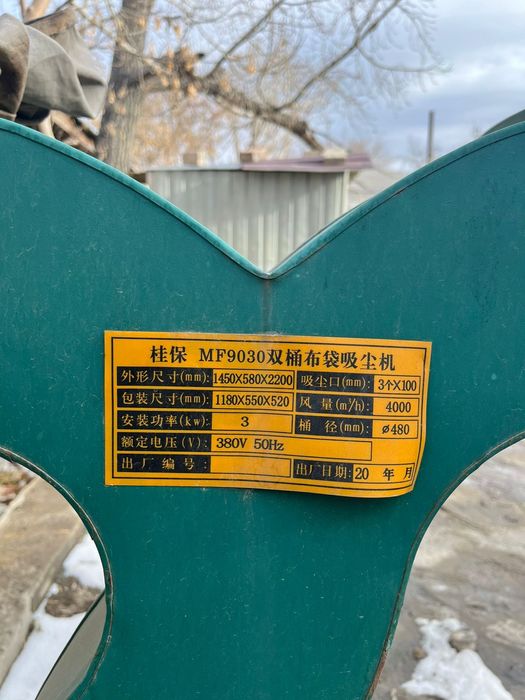 桂保 MF9030双桶布袋吸尘机
外形尺寸(mm): 1450X580X2200 吸尘口(mm): 3个X100
包装尺寸(mm): 1180X550X520 风量(m³/h): 4000
安装功率(kw): 3 桶径(mm): ø480
额定电压(V): 380V 50Hz
出厂编号: 出厂日期: 20 年 月